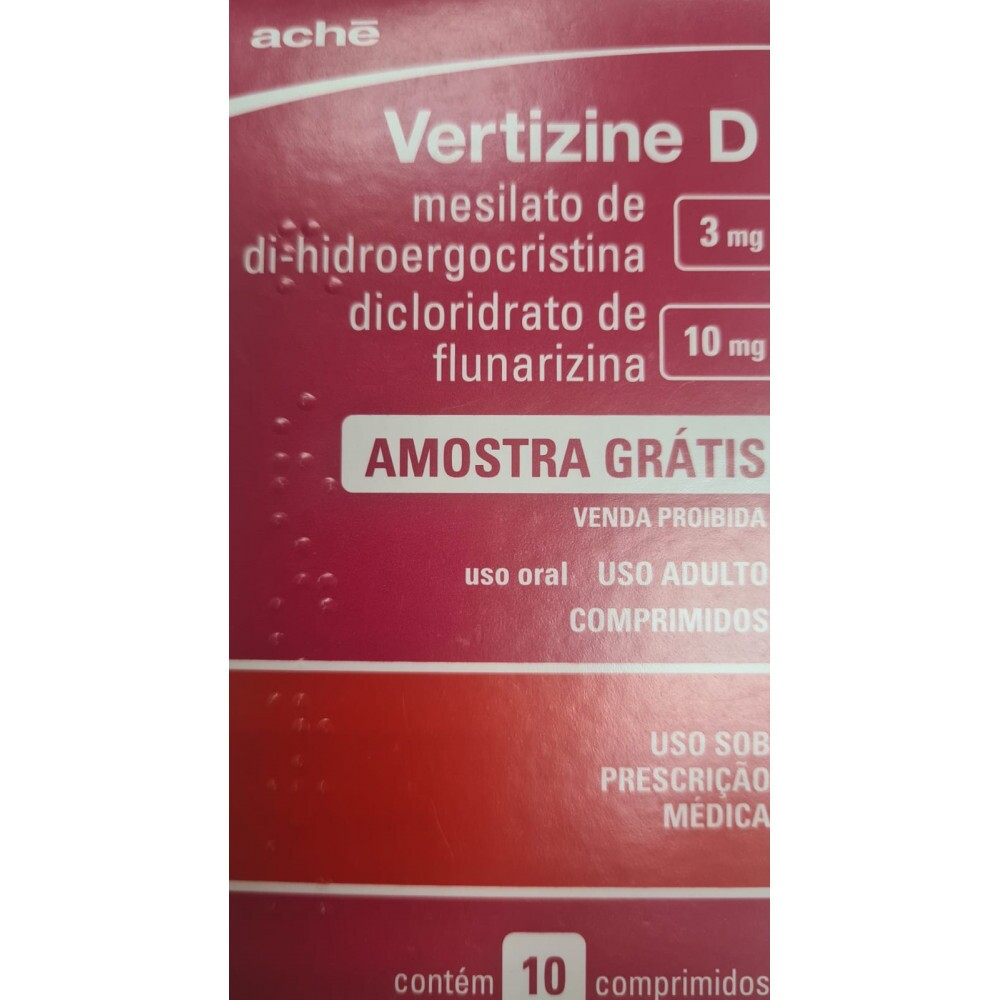 achē
Vertizine D
mesilato de
di-hidroergocristina
3 mg
dicloridrato de
flunarizina
10 mg
AMOSTRA GRÁTIS
VENDA PROIBIDA
uso oral USO ADULTO
COMPRIMIDOS
USO SOB
PRESCRIÇÃO
MÉDICA
contém 10 comprimidos